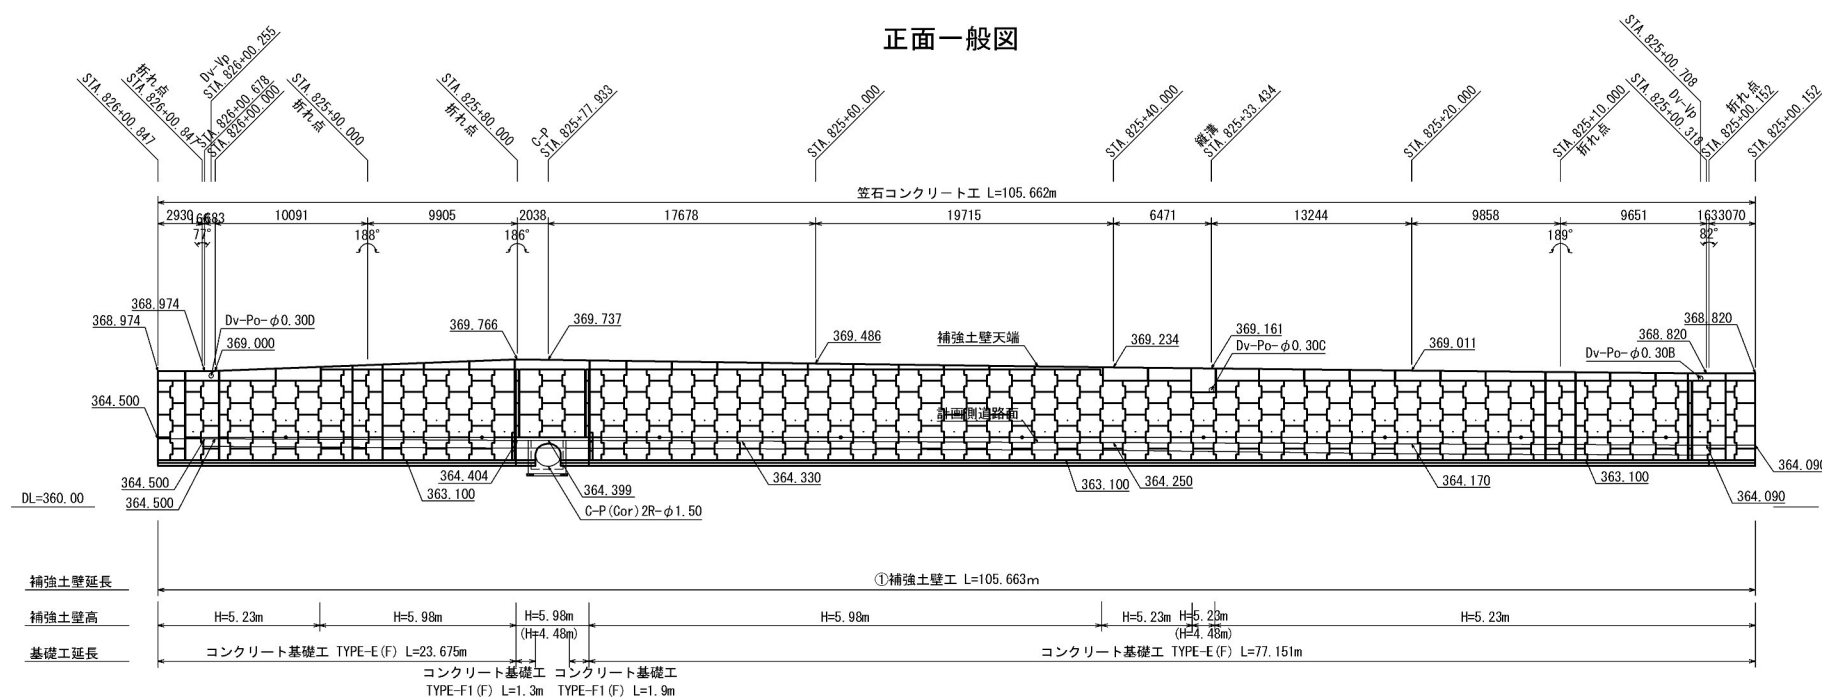 正面一般図
STA.826+00.847
折れ点
STA.826+00.847
Dv-Vp
STA.826+00.255
STA.826+00.678
STA.826+00.000
STA.825+90.000
折れ点
STA.825+80.000
折れ点
C-P
STA.825+77.933
STA.825+60.000
STA.825+40.000
縦溝
STA.825+33.434
STA.825+20.000
STA.825+10.000
折れ点
STA.825+00.708
Dv-Vp
STA.825+00.318
折れ点
STA.825+00.152
STA.825+00.152
笠石コンクリート工 L=105.662m
2930 166 683 10091 9905 2038 17678 19715 6471 13244 9858 9651 163 3070
77° 188° 186° 189° 82°
368.974
368.974
Dv-Po-φ0.30D
369.000
369.766
369.737
369.486
補強土壁天端
369.234
369.161
Dv-Po-φ0.30C
369.011
368.820
368.820
Dv-Po-φ0.30B
364.500
計画側道路面
364.500
364.500
364.404
363.100
364.399
364.330
363.100
364.250
364.170
363.100
364.090
364.090
DL=360.00
C-P(Cor)2R-φ1.50
補強土壁延長 ①補強土壁工 L=105.663m
補強土壁高 H=5.23m H=5.98m H=5.98m H=5.98m H=5.23m H=5.23m H=5.23m
(H=4.48m) (H=4.48m)
基礎工延長 コンクリート基礎工 TYPE-E(F) L=23.675m コンクリート基礎工 TYPE-E(F) L=77.151m
コンクリート基礎工 コンクリート基礎工
TYPE-F1(F) L=1.3m TYPE-F1(F) L=1.9m